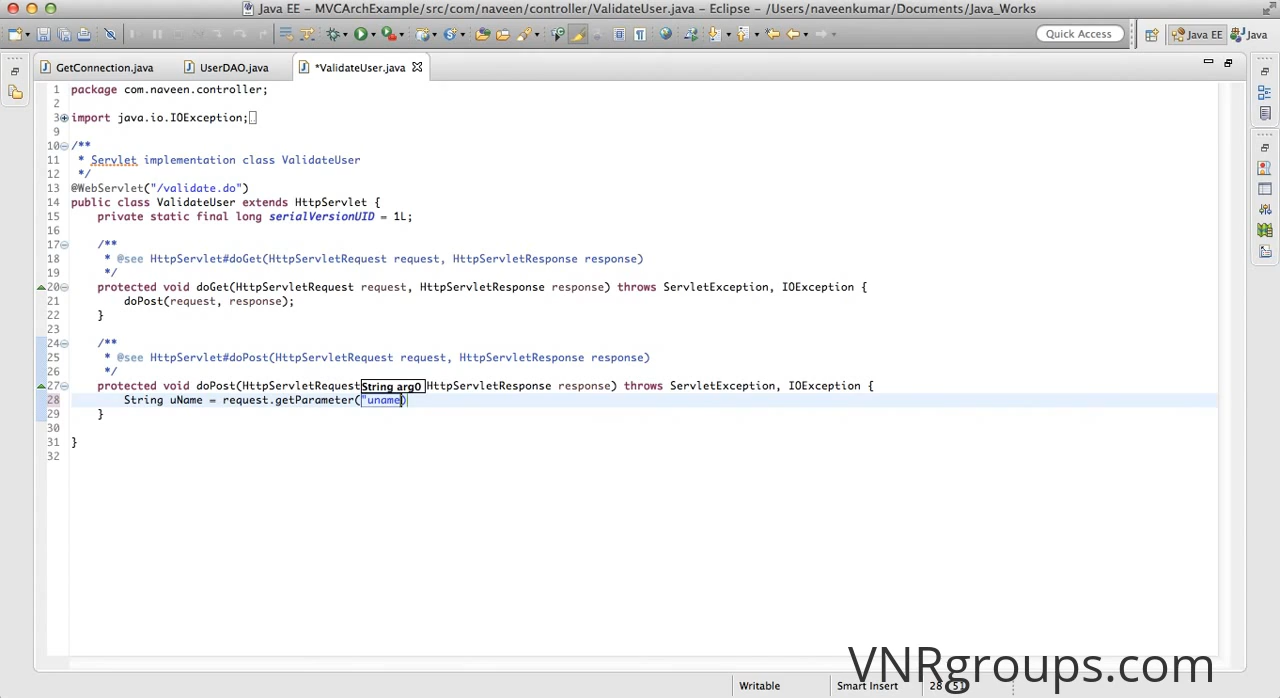 Java EE – MVCArchExample/src/com/naveen/controller/ValidateUser.java – Eclipse – /Users/naveenkumar/Documents/Java_Works
Quick Access Java EE Java
GetConnection.java UserDAO.java *ValidateUser.java
1 package com.naveen.controller;
2
3 import java.io.IOException;
9
10 /**
11 * Servlet implementation class ValidateUser
12 */
13 @WebServlet("/validate.do")
14 public class ValidateUser extends HttpServlet {
15 private static final long serialVersionUID = 1L;
16
17 /**
18 * @see HttpServlet#doGet(HttpServletRequest request, HttpServletResponse response)
19 */
20 protected void doGet(HttpServletRequest request, HttpServletResponse response) throws ServletException, IOException {
21 doPost(request, response);
22 }
23
24 /**
25 * @see HttpServlet#doPost(HttpServletRequest request, HttpServletResponse response)
26 */
27 protected void doPost(HttpServletRequest String arg0 HttpServletResponse response) throws ServletException, IOException {
28 String uName = request.getParameter("uname)
29 }
30
31 }
32
VNRgroups.com
Writable Smart Insert 28